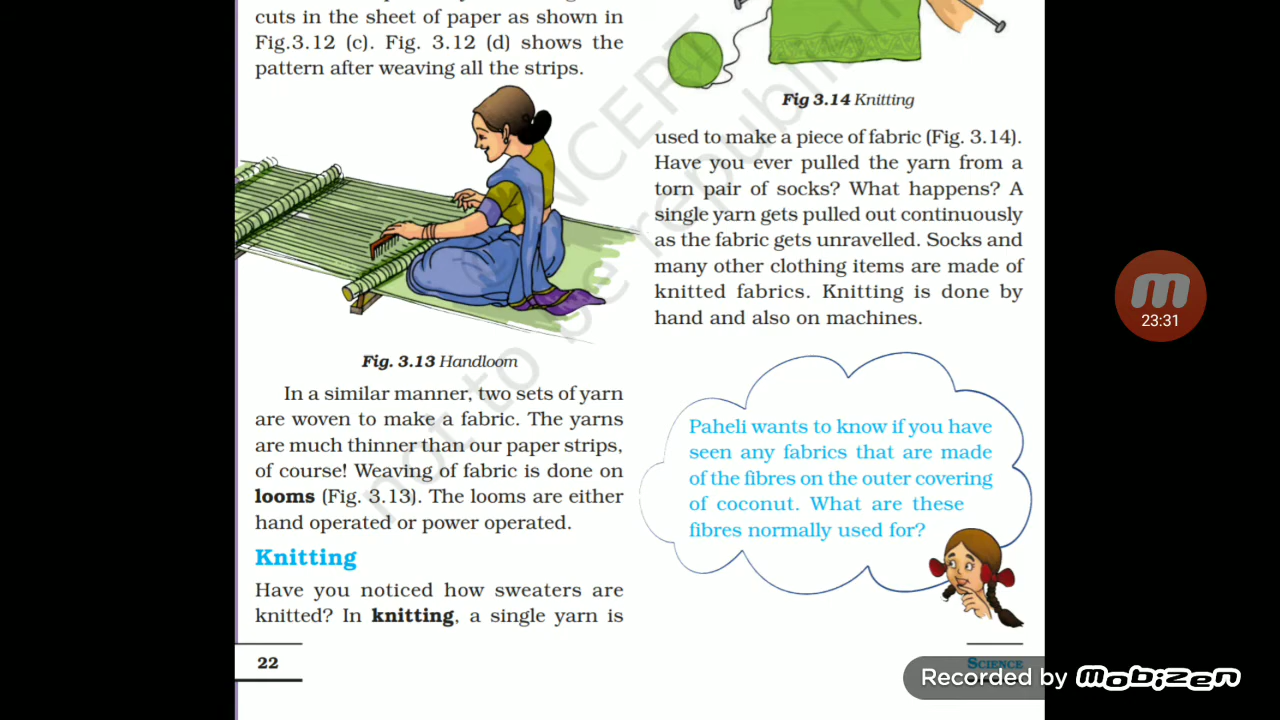 cuts in the sheet of paper as shown in
Fig.3.12 (c). Fig. 3.12 (d) shows the
pattern after weaving all the strips.
Fig. 3.13 Handloom
In a similar manner, two sets of yarn
are woven to make a fabric. The yarns
are much thinner than our paper strips,
of course! Weaving of fabric is done on
looms (Fig. 3.13). The looms are either
hand operated or power operated.
Knitting
Have you noticed how sweaters are
knitted? In knitting, a single yarn is
22
Fig 3.14 Knitting
used to make a piece of fabric (Fig. 3.14).
Have you ever pulled the yarn from a
torn pair of socks? What happens? A
single yarn gets pulled out continuously
as the fabric gets unravelled. Socks and
many other clothing items are made of
knitted fabrics. Knitting is done by
hand and also on machines.
Paheli wants to know if you have
seen any fabrics that are made
of the fibres on the outer covering
of coconut. What are these
fibres normally used for?
SCIENCE
NCERT
not to be republish
23:31
Recorded by MOBIZEN